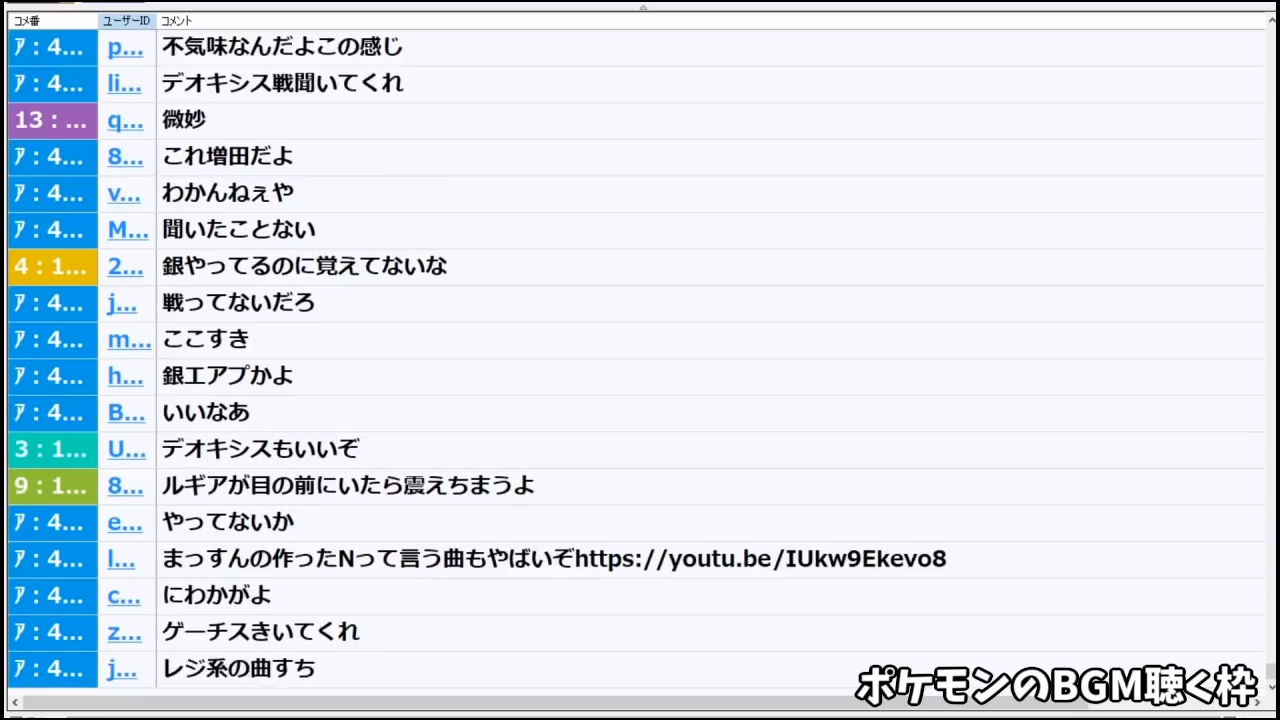 コメ番 ユーザーID コメント
ｱ：4... p... 不気味なんだよこの感じ
ｱ：4... li... デオキシス戦聞いてくれ
13：... q... 微妙
ｱ：4... 8... これ増田だよ
ｱ：4... v... わかんねぇや
ｱ：4... M... 聞いたことない
4：1... 2... 銀やってるのに覚えてないな
ｱ：4... j... 戦ってないだろ
ｱ：4... m... ここすき
ｱ：4... h... 銀エアプかよ
ｱ：4... B... いいなあ
3：1... U... デオキシスもいいぞ
9：1... 8... ルギアが目の前にいたら震えちまうよ
ｱ：4... e... やってないか
ｱ：4... l... まっすんの作ったNって言う曲もやばいぞhttps://youtu.be/IUkw9Ekevo8
ｱ：4... c... にわかがよ
ｱ：4... z... ゲーチスきいてくれ
ｱ：4... j... レジ系の曲すち
ポケモンのBGM聴く枠